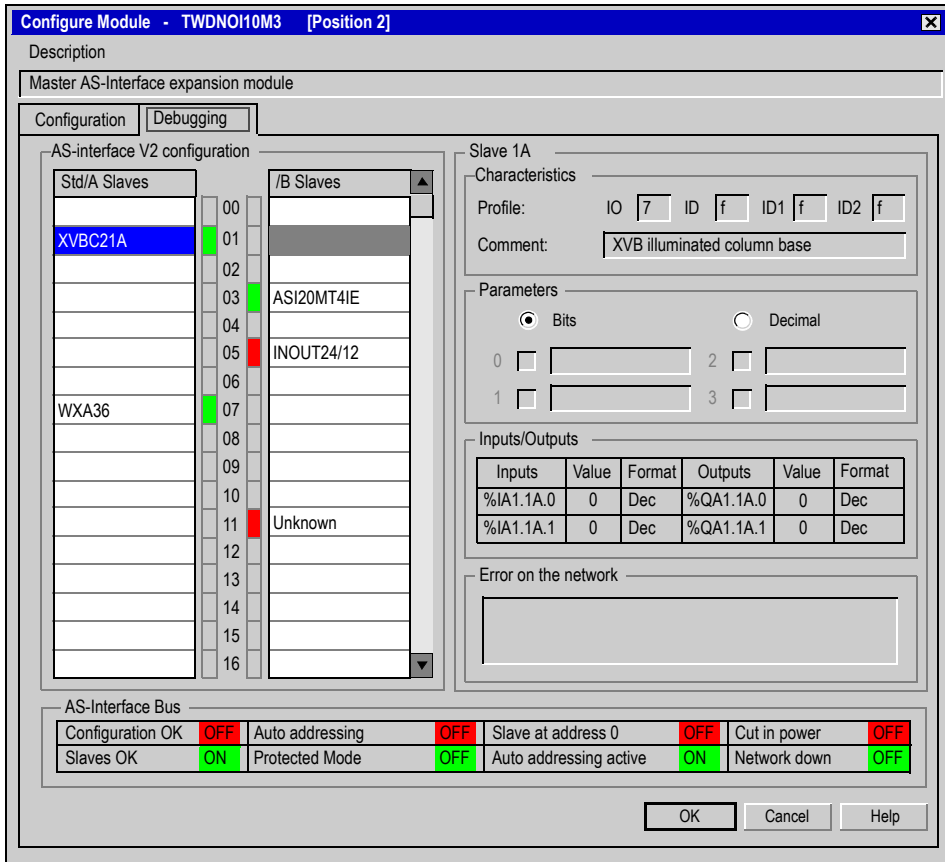 Configure Module - TWDNOI10M3 [Position 2]
Description
Master AS-Interface expansion module
Configuration Debugging
AS-interface V2 configuration
Std/A Slaves /B Slaves
00
XVBC21A 01
02
03 ASI20MT4IE
04
05 INOUT24/12
06
WXA36 07
08
09
10
11 Unknown
12
13
14
15
16
Slave 1A
Characteristics
Profile: IO 7 ID f ID1 f ID2 f
Comment: XVB illuminated column base
Parameters
Bits Decimal
0 2
1 3
Inputs/Outputs
Inputs Value Format Outputs Value Format
%IA1.1A.0 0 Dec %QA1.1A.0 0 Dec
%IA1.1A.1 0 Dec %QA1.1A.1 0 Dec
Error on the network
AS-Interface Bus
Configuration OK OFF Auto addressing OFF Slave at address 0 OFF Cut in power OFF
Slaves OK ON Protected Mode OFF Auto addressing active ON Network down OFF
OK Cancel Help